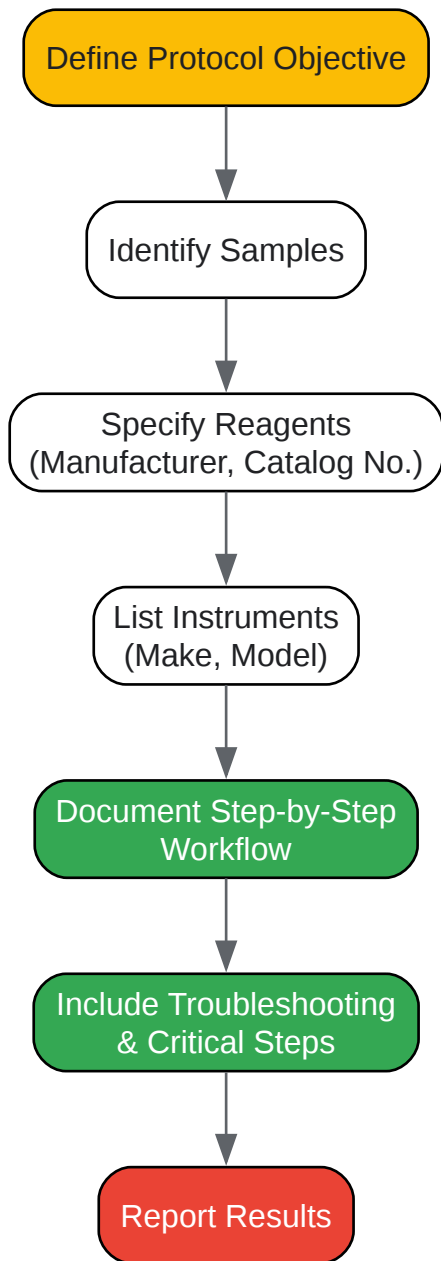 Define Protocol Objective
Identify Samples
Specify Reagents
(Manufacturer, Catalog No.)
List Instruments
(Make, Model)
Document Step-by-Step
Workflow
Include Troubleshooting
& Critical Steps
Report Results